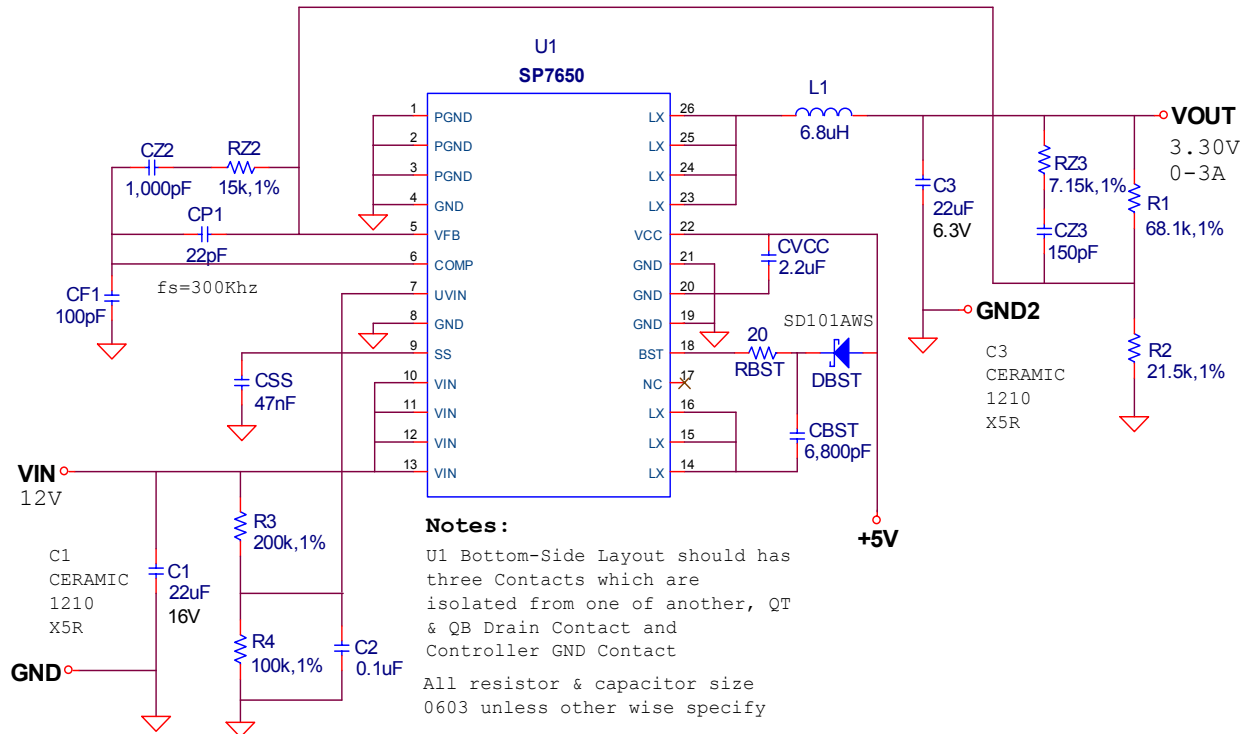 U1
SP7650
1 PGND
2 PGND
3 PGND
4 GND
5 VFB
6 COMP
7 UVIN
8 GND
9 SS
10 VIN
11 VIN
12 VIN
13 VIN
26 LX
25 LX
24 LX
23 LX
22 VCC
21 GND
20 GND
19 GND
18 BST
17 NC
16 LX
15 LX
14 LX
CZ2
1,000pF
RZ2
15k,1%
CP1
22pF
CF1
100pF
fs=300Khz
CSS
47nF
VIN
12V
C1
CERAMIC
1210
X5R
C1
22uF
16V
GND
R3
200k,1%
R4
100k,1%
C2
0.1uF
L1
6.8uH
VOUT
3.30V
0-3A
C3
22uF
6.3V
RZ3
7.15k,1%
CZ3
150pF
R1
68.1k,1%
R2
21.5k,1%
GND2
C3
CERAMIC
1210
X5R
CVCC
2.2uF
SD101AWS
20
RBST
DBST
CBST
6,800pF
+5V
Notes:
U1 Bottom-Side Layout should has
three Contacts which are
isolated from one of another, QT
& QB Drain Contact and
Controller GND Contact
All resistor & capacitor size
0603 unless other wise specify